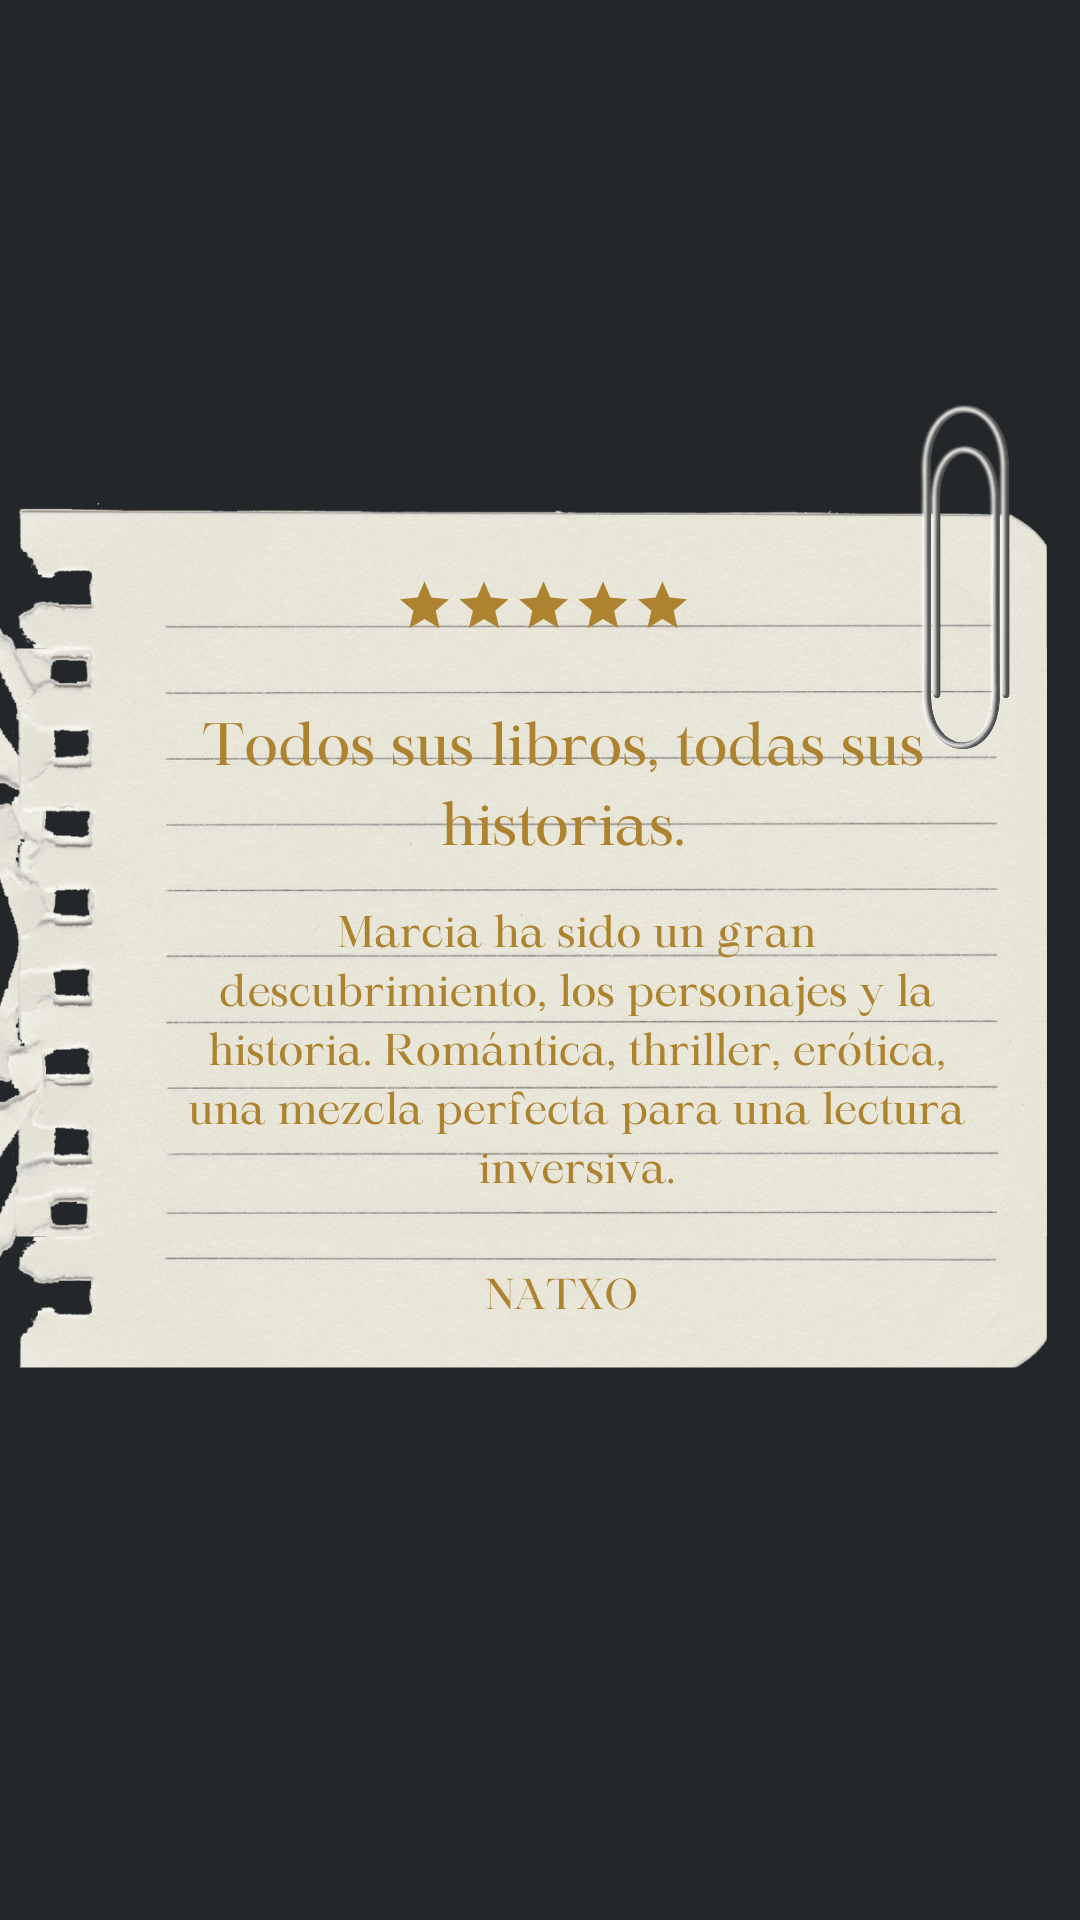 Todos sus libros, todas sus
historias.
Marcia ha sido un gran
descubrimiento, los personajes y la
historia. Romántica, thriller, erótica,
una mezcla perfecta para una lectura
inversiva.
NATXO